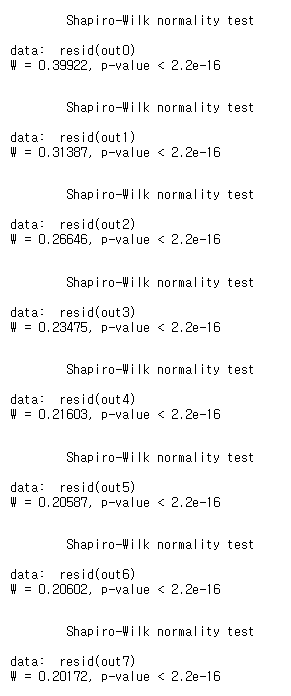 Shapiro-Wilk normality test
data:  resid(out0)
W = 0.39922, p-value < 2.2e-16
Shapiro-Wilk normality test
data:  resid(out1)
W = 0.31387, p-value < 2.2e-16
Shapiro-Wilk normality test
data:  resid(out2)
W = 0.26646, p-value < 2.2e-16
Shapiro-Wilk normality test
data:  resid(out3)
W = 0.23475, p-value < 2.2e-16
Shapiro-Wilk normality test
data:  resid(out4)
W = 0.21603, p-value < 2.2e-16
Shapiro-Wilk normality test
data:  resid(out5)
W = 0.20587, p-value < 2.2e-16
Shapiro-Wilk normality test
data:  resid(out6)
W = 0.20602, p-value < 2.2e-16
Shapiro-Wilk normality test
data:  resid(out7)
W = 0.20172, p-value < 2.2e-16